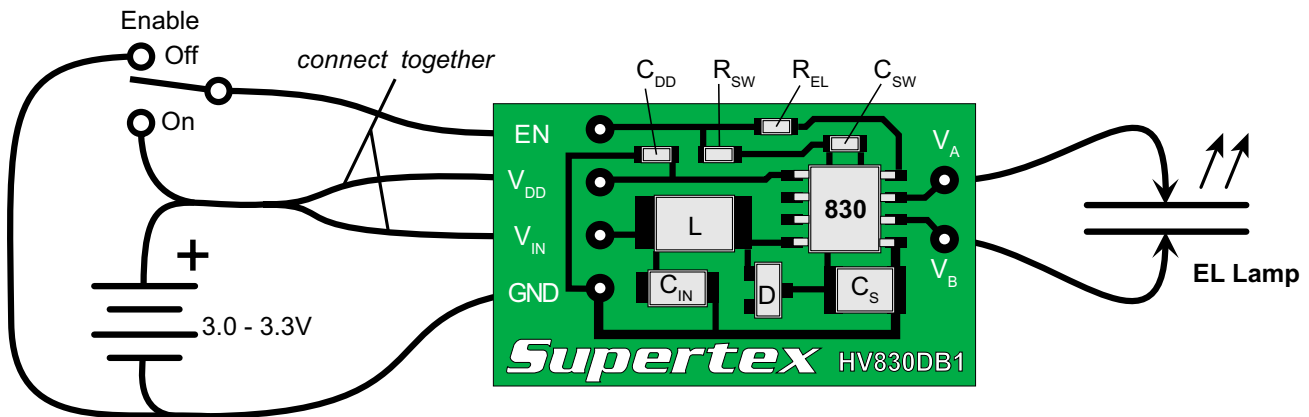 Enable
Off
On
connect together
+
3.0 - 3.3V
C_DD
R_SW
R_EL
C_SW
EN
V_DD
V_IN
GND
L
C_IN
D
C_S
830
V_A
V_B
Supertex
HV830DB1
EL Lamp